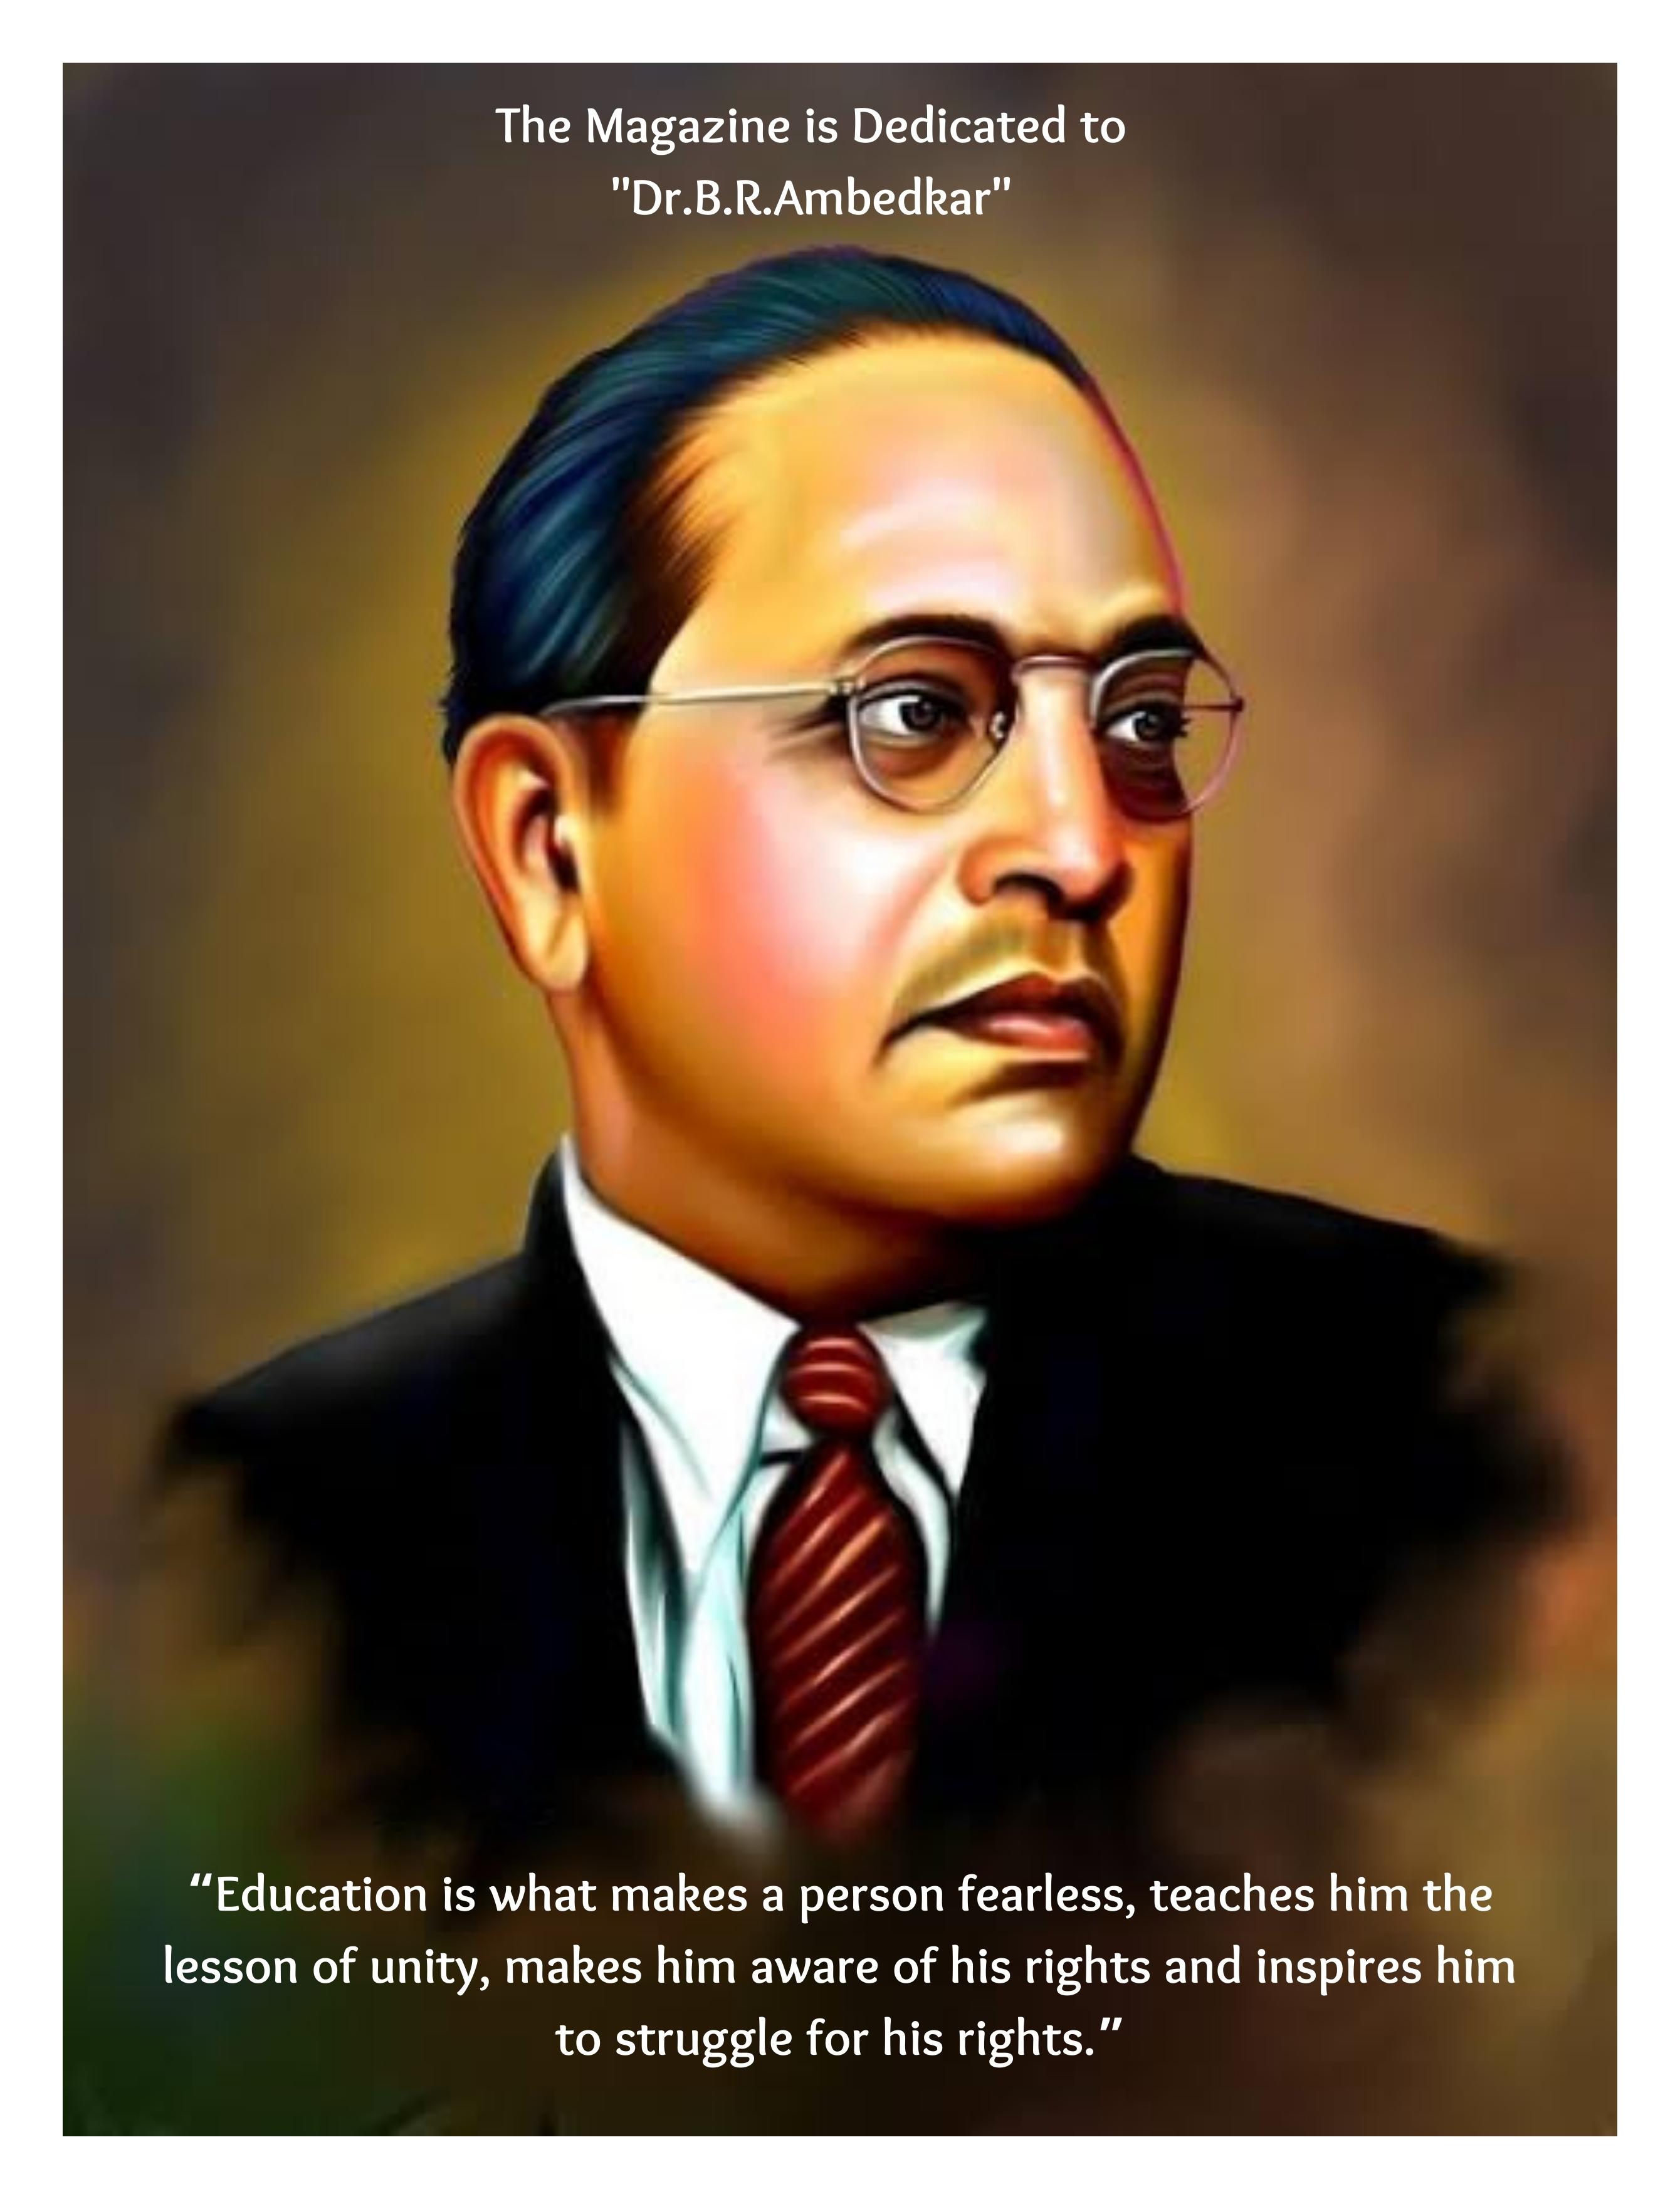 The Magazine is Dedicated to
"Dr.B.R.Ambedkar"
“Education is what makes a person fearless, teaches him the
lesson of unity, makes him aware of his rights and inspires him
to struggle for his rights.”